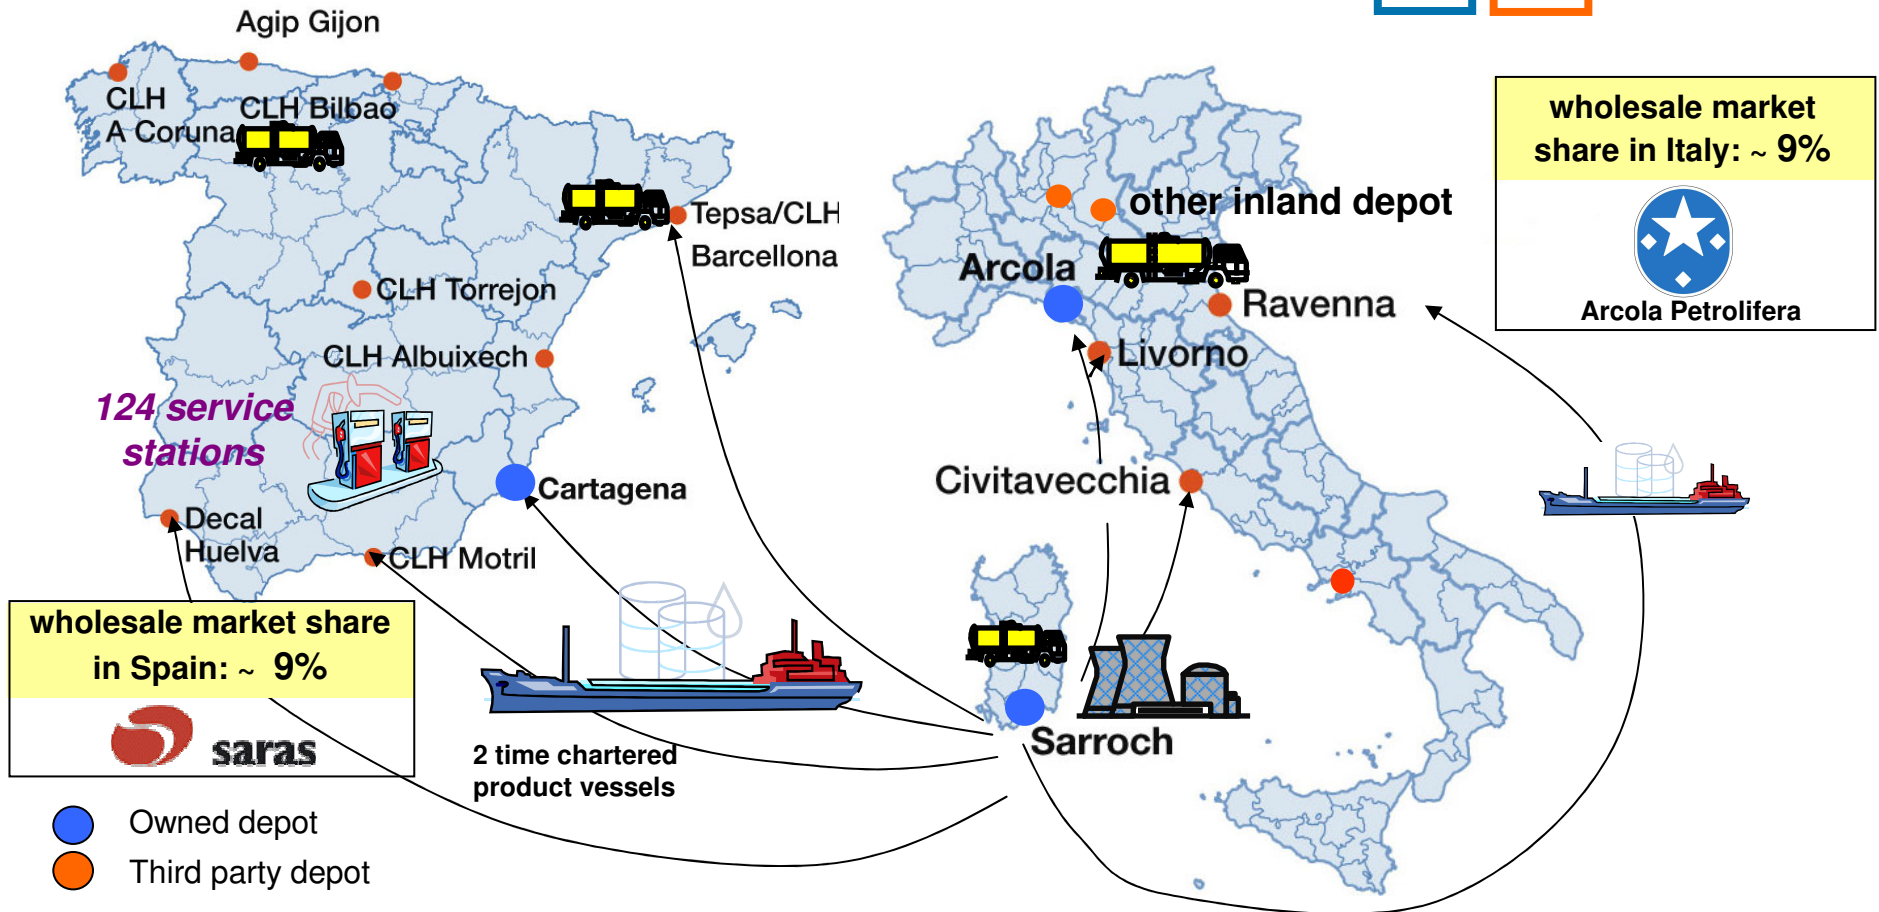 Agip Gijon
CLH
A Coruna
CLH Bilbao
Tepsa/CLH
Barcellona
CLH Torrejon
CLH Albuixech
124 service
stations
Cartagena
Decal
Huelva
CLH Motril
wholesale market share
in Spain: ~ 9%
saras
2 time chartered
product vessels
Owned depot
Third party depot
other inland depot
Arcola
Ravenna
Livorno
Civitavecchia
Sarroch
wholesale market
share in Italy: ~ 9%
Arcola Petrolifera